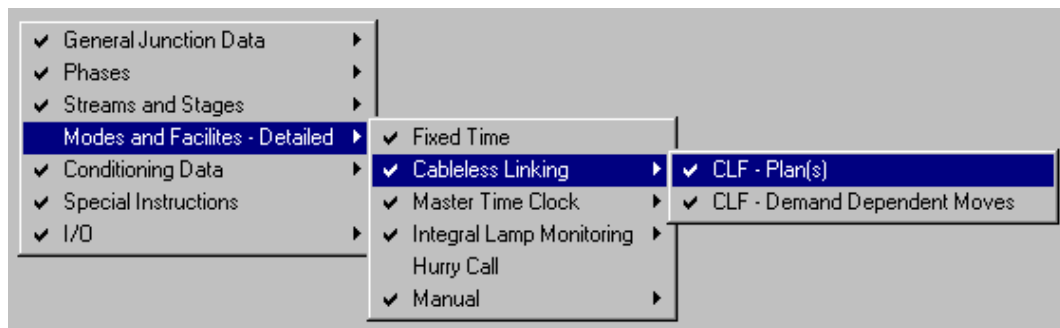 General Junction Data
Phases
Streams and Stages
Modes and Facilites - Detailed
Conditioning Data
Special Instructions
I/O
Fixed Time
Cableless Linking
Master Time Clock
Integral Lamp Monitoring
Hurry Call
Manual
CLF - Plan(s)
CLF - Demand Dependent Moves